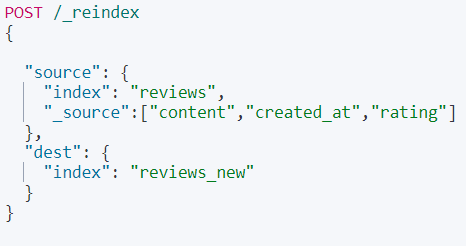 POST /_reindex
{
"source": {
"index": "reviews",
"_source":["content","created_at","rating"]
},
"dest": {
"index": "reviews_new"
}
}